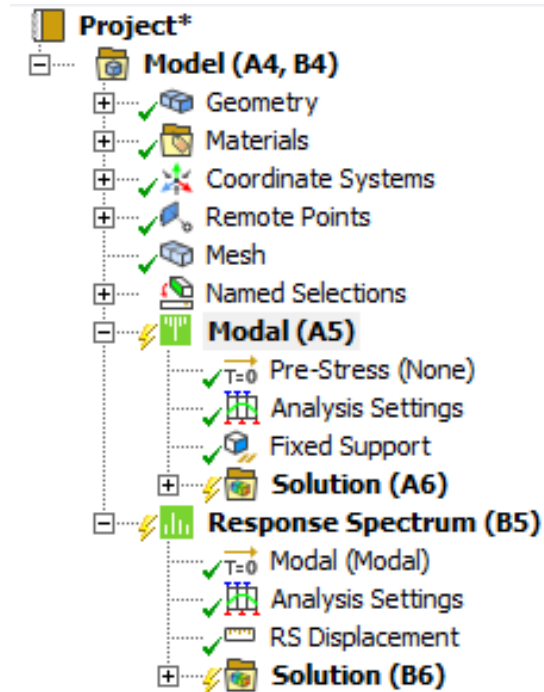 Project*
Model (A4, B4)
Geometry
Materials
Coordinate Systems
Remote Points
Mesh
Named Selections
Modal (A5)
T=0 Pre-Stress (None)
Analysis Settings
Fixed Support
Solution (A6)
Response Spectrum (B5)
T=0 Modal (Modal)
Analysis Settings
RS Displacement
Solution (B6)